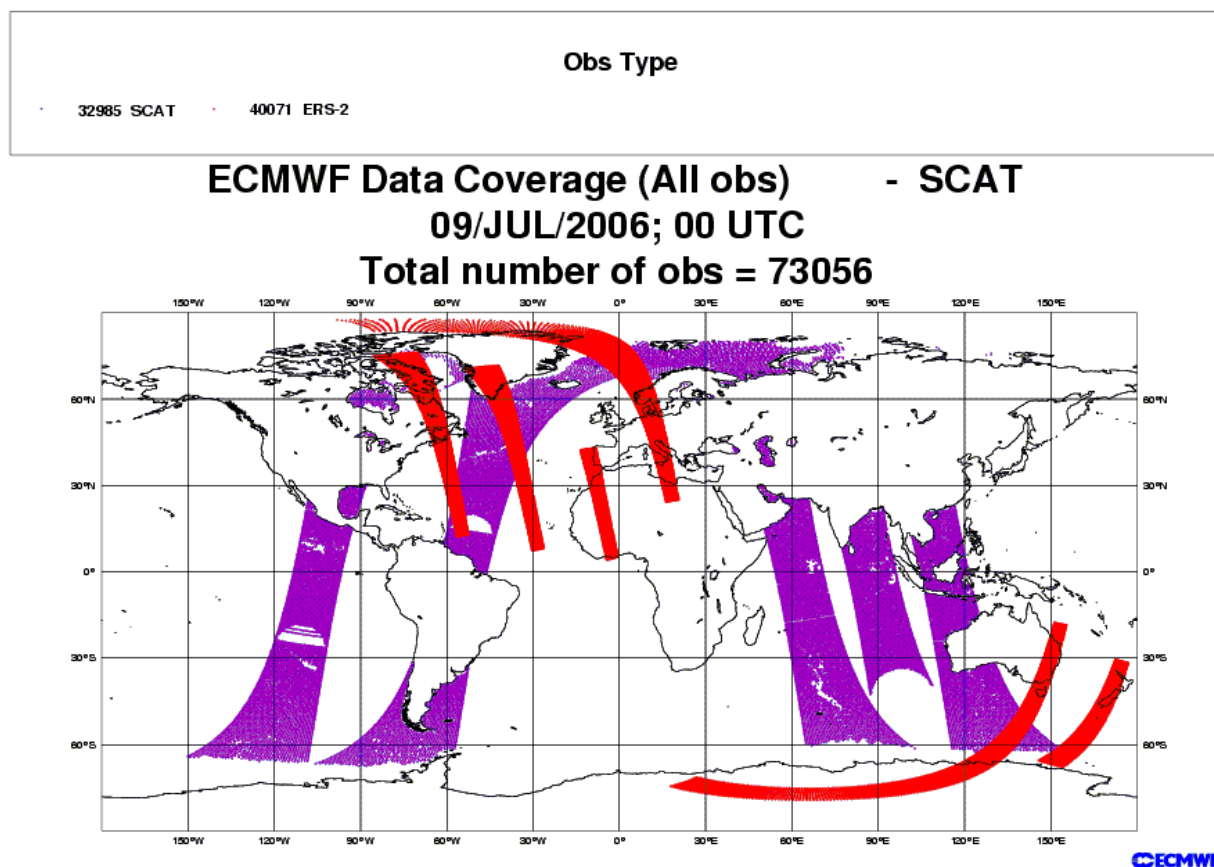 Obs Type
32985 SCAT 40071 ERS-2
ECMWF Data Coverage (All obs) - SCAT
09/JUL/2006; 00 UTC
Total number of obs = 73056
150°W 120°W 90°W 60°W 30°W 0° 30°E 60°E 90°E 120°E 150°E
60°N 60°N
30°N 30°N
0° 0°
30°S 30°S
60°S 60°S
150°W 120°W 90°W 60°W 30°W 0° 30°E 60°E 90°E 120°E 150°E
ECMWF